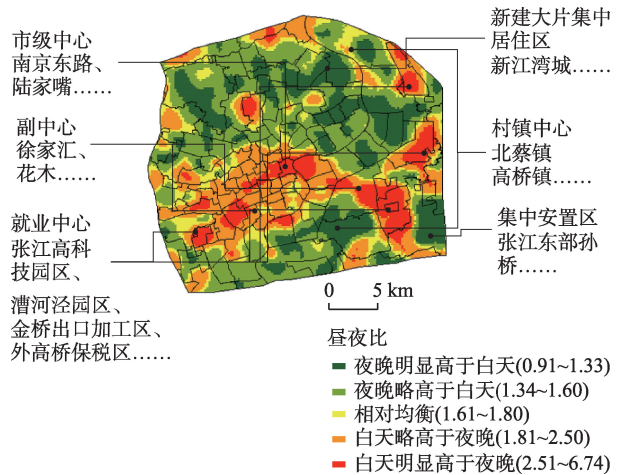 市级中心
南京东路、
陆家嘴……
副中心
徐家汇、
花木……
就业中心
张江高科
技园区、
漕河泾园区、
金桥出口加工区、
外高桥保税区……
新建大片集中
居住区
新江湾城……
村镇中心
北蔡镇
高桥镇……
集中安置区
张江东部孙
桥……
0 5 km
昼夜比
夜晚明显高于白天(0.91~1.33)
夜晚略高于白天(1.34~1.60)
相对均衡(1.61~1.80)
白天略高于夜晚(1.81~2.50)
白天明显高于夜晚(2.51~6.74)